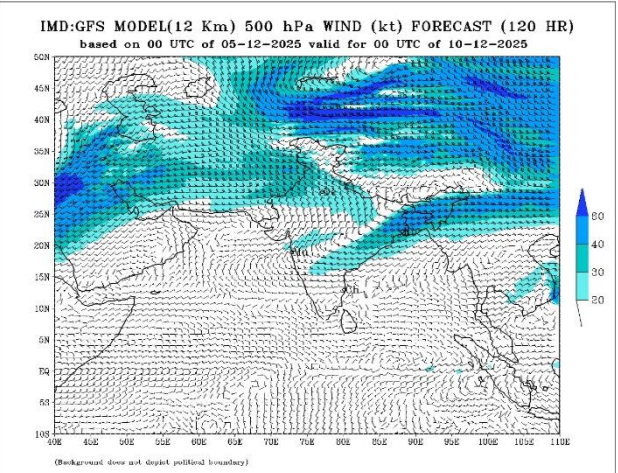 IMD:GFS MODEL(12 Km) 500 hPa WIND (kt) FORECAST (120 HR)
based on 00 UTC of 05-12-2025 valid for 00 UTC of 10-12-2025
50N
45N
40N
35N
30N
25N
20N
15N
10N
5N
EQ
5S
10S
40E 45E 50E 55E 60E 65E 70E 75E 80E 85E 90E 95E 100E 105E 110E
60
40
30
20
(Background does not depict political boundary)